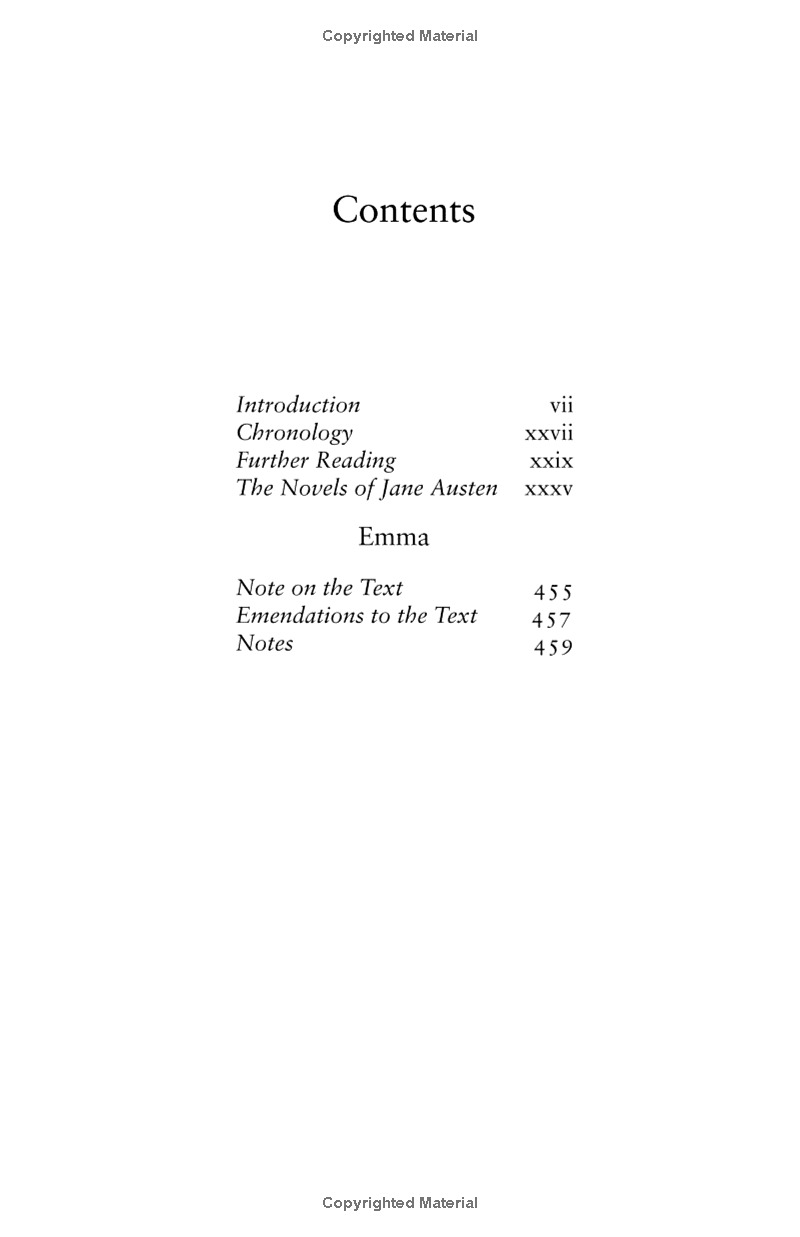 Copyrighted Material
Contents
Introduction vii
Chronology xxvii
Further Reading xxix
The Novels of Jane Austen xxxv
Emma
Note on the Text 455
Emendations to the Text 457
Notes 459
Copyrighted Material